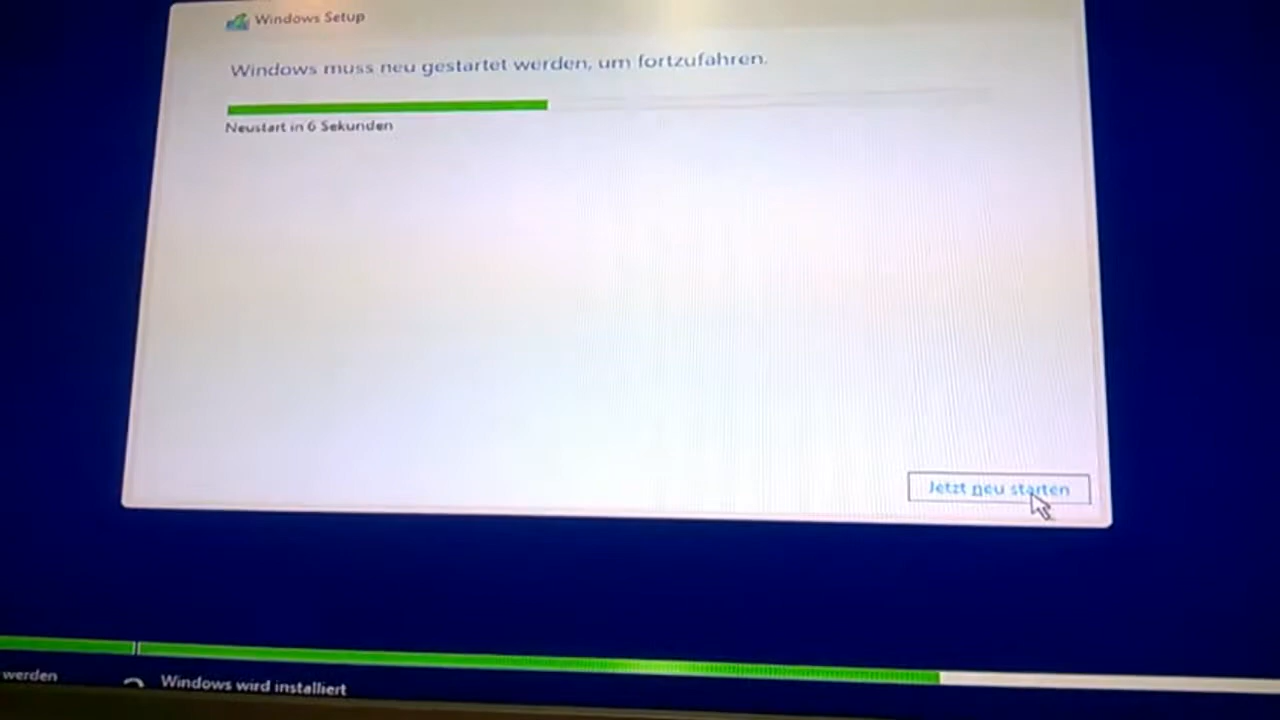 Windows Setup
Windows muss neu gestartet werden, um fortzufahren.
Neustart in 6 Sekunden
Jetzt neu starten
werden
Windows wird installiert